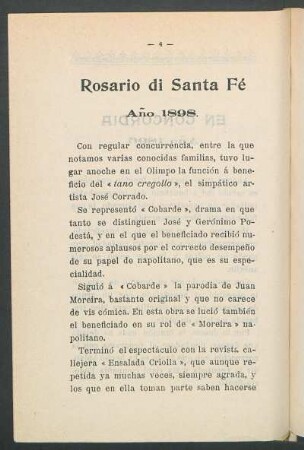 — 4 —
Rosario di Santa Fé
Año 1898.
Con regular concurrencia, entre la que
notamos varias conocidas familias, tuvo lu
gar anoche en el Olimpo la función á bene
ficio del « tano cregollo », el simpático ar
tista José Corrado.
Se representó « Cobarde », drama en que
tanto se distinguen José y Gerónimo Po
destá, y en el que el beneficiado recibió nu
merosos aplausos por el correcto desempeño
de su papel de napolitano, que es su espe
cialidad.
Siguió á « Cobarde » la parodia de Juan
Moreira, bastante original y que no carece
de vis cómica. En esta obra se lució también
el beneficiado en su rol de « Moreira » na
politano.
Terminó el espectáculo con la revista ca
llejera « Ensalada Criolla », que aunque re
petida ya muchas veces, siempre agrada, y
los que en ella toman parte saben hacerse